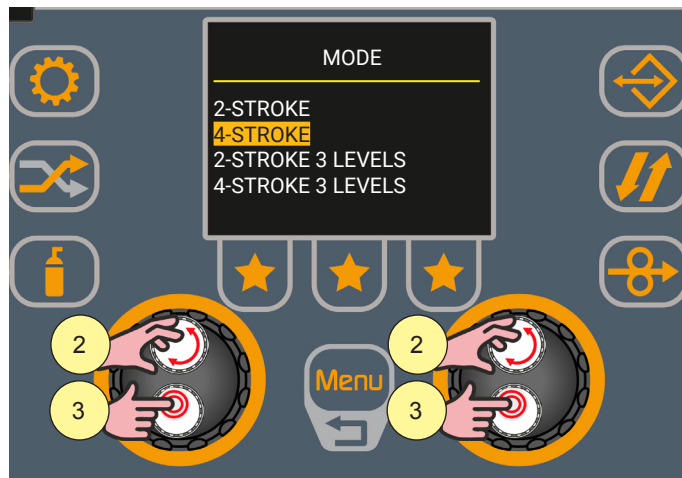 MODE
2-STROKE
4-STROKE
2-STROKE 3 LEVELS
4-STROKE 3 LEVELS
2
2
Menu
3
3